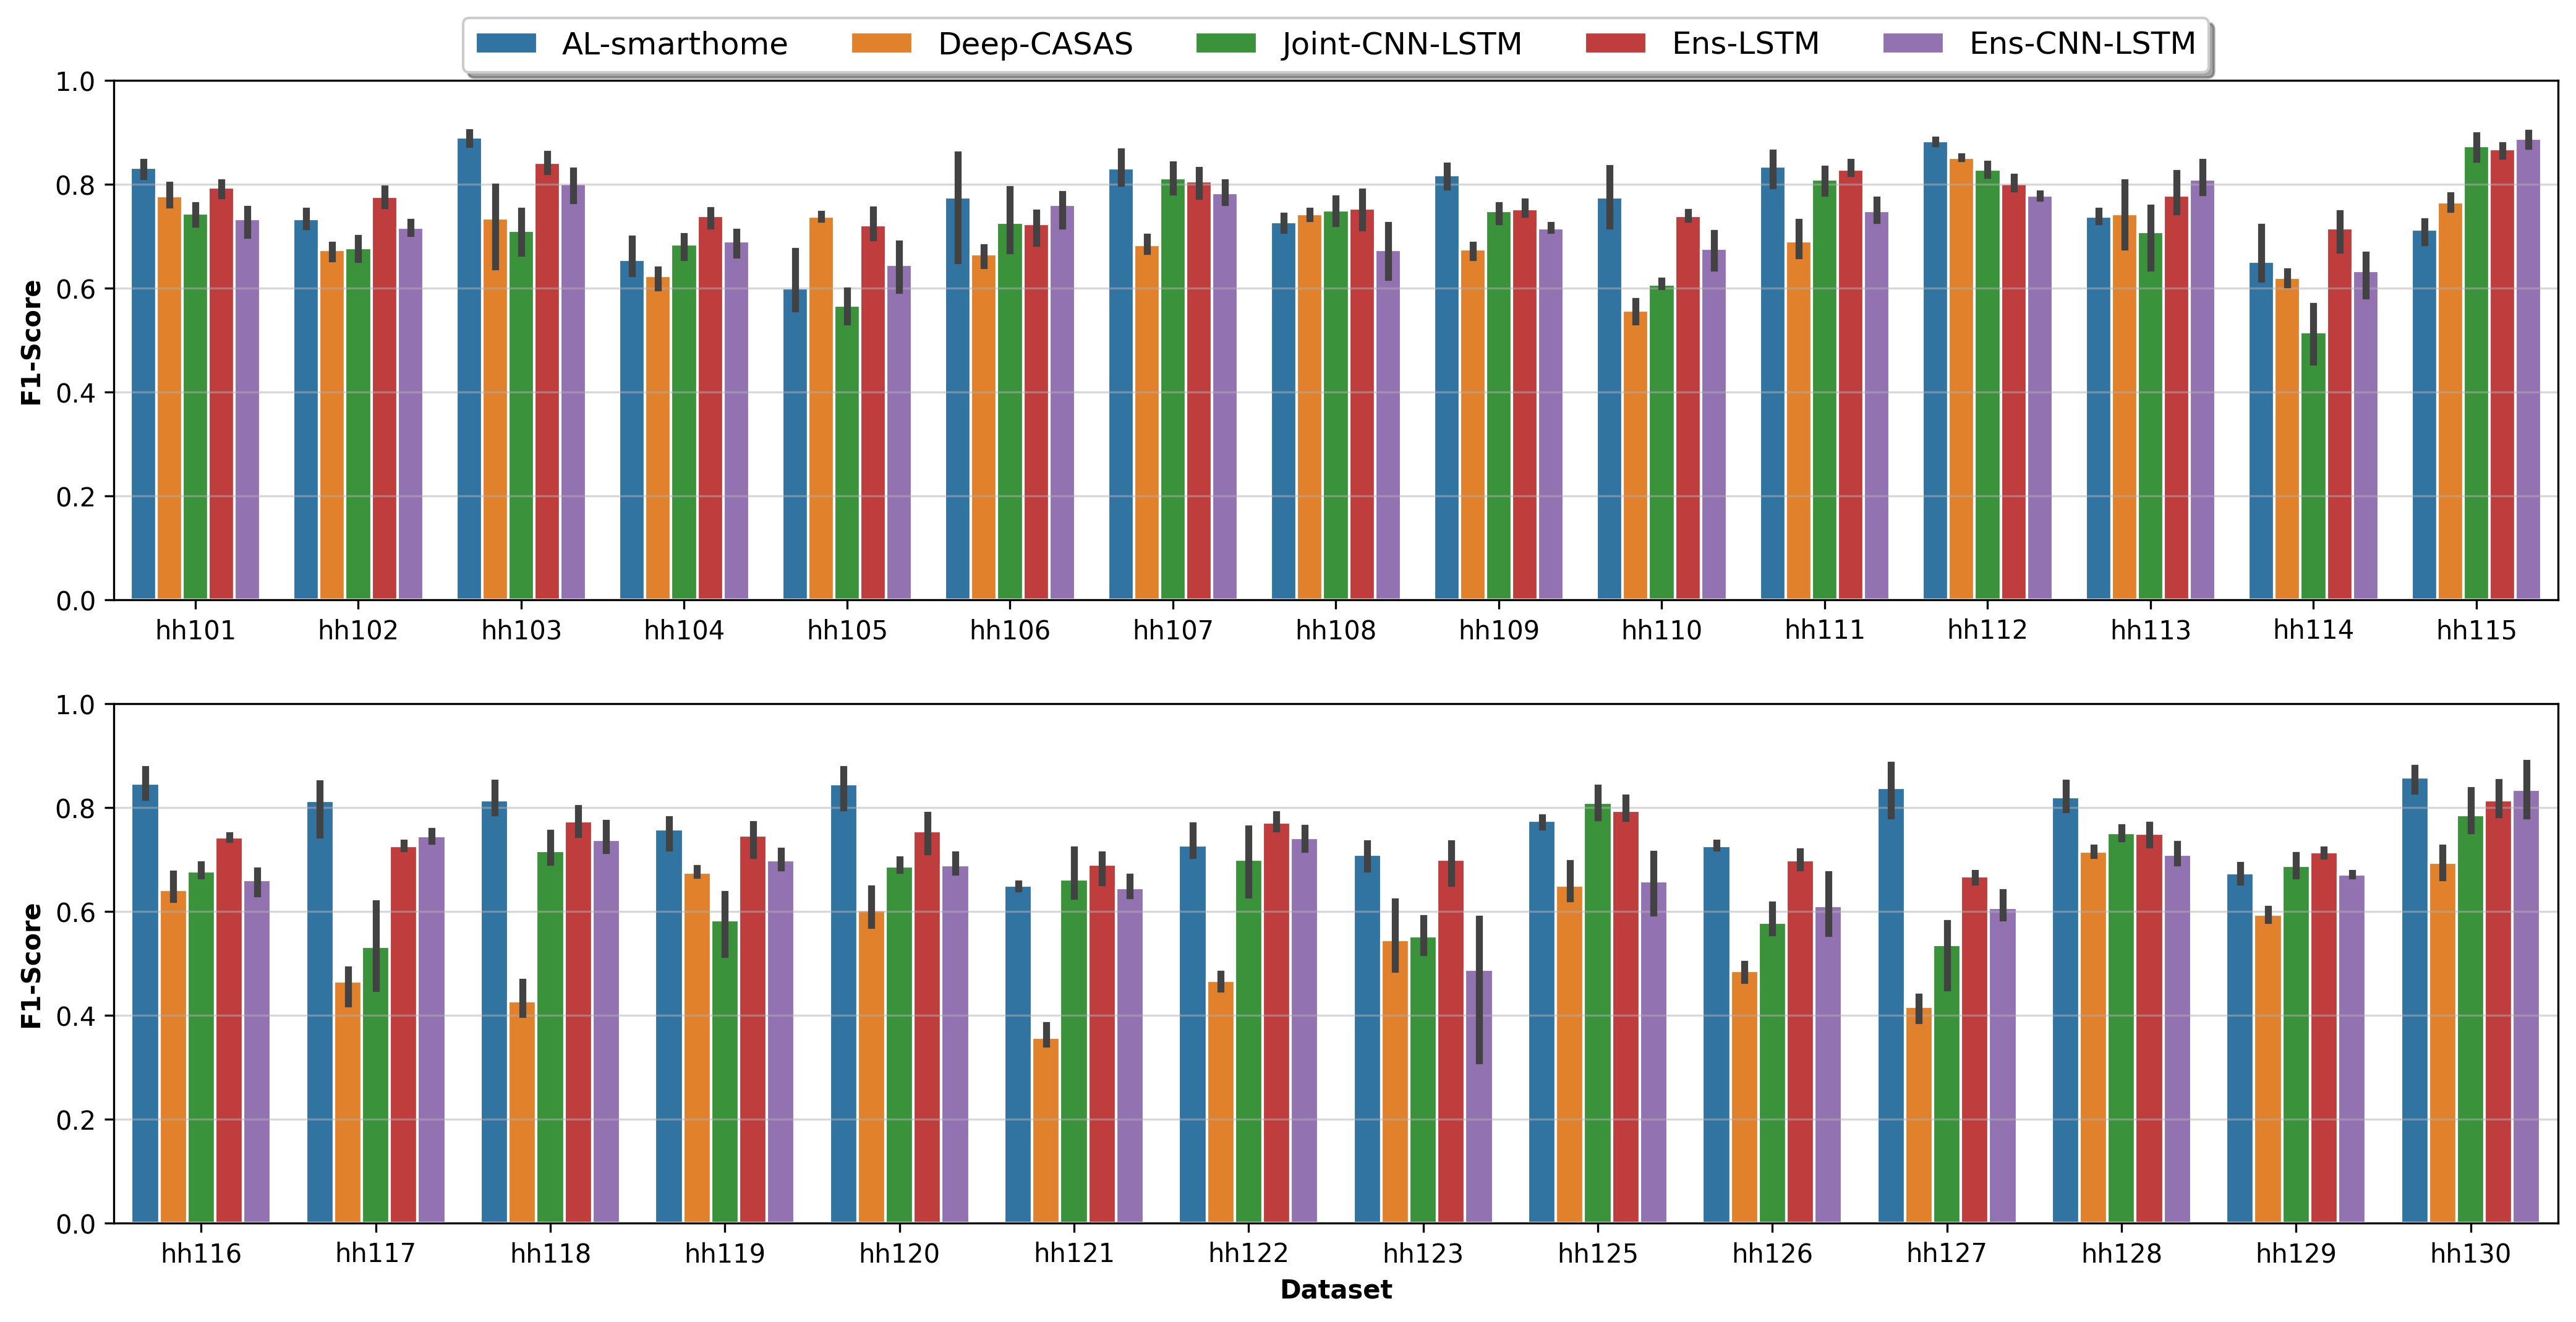 AL-smarthome Deep-CASAS Joint-CNN-LSTM Ens-LSTM Ens-CNN-LSTM
1.0
0.8
0.6
0.4
0.2
0.0
F1-Score
hh101 hh102 hh103 hh104 hh105 hh106 hh107 hh108 hh109 hh110 hh111 hh112 hh113 hh114 hh115
1.0
0.8
0.6
0.4
0.2
0.0
F1-Score
hh116 hh117 hh118 hh119 hh120 hh121 hh122 hh123 hh125 hh126 hh127 hh128 hh129 hh130
Dataset